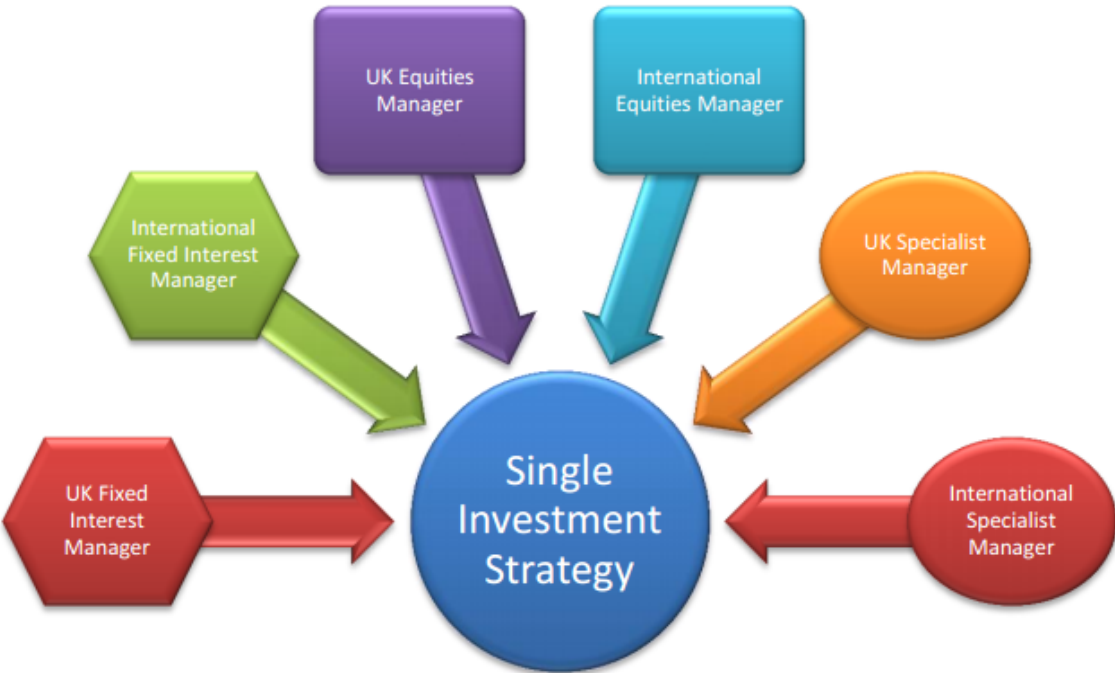 UK Equities
Manager
International
Equities Manager
International
Fixed Interest
Manager
UK Specialist
Manager
UK Fixed
Interest
Manager
Single
Investment
Strategy
International
Specialist
Manager